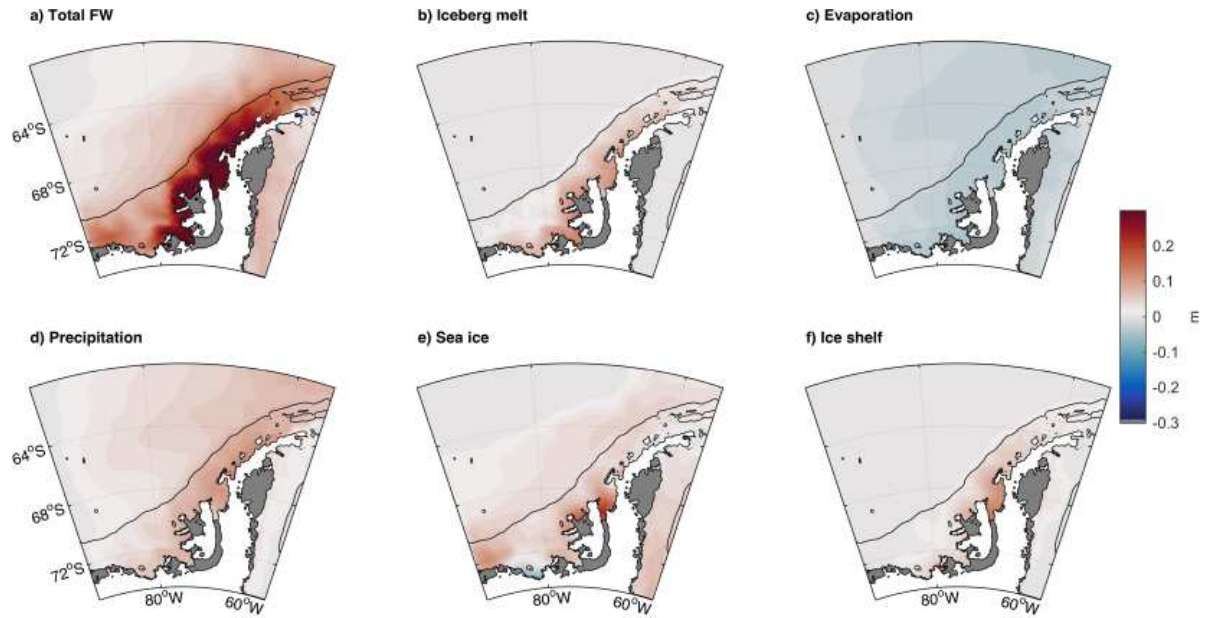 a) Total FW
b) Iceberg melt
c) Evaporation
64°S
68°S
72°S
0.2
0.1
0
-0.1
-0.2
-0.3
m
d) Precipitation
e) Sea ice
f) Ice shelf
64°S
68°S
72°S
80°W
60°W
80°W
60°W
80°W
60°W